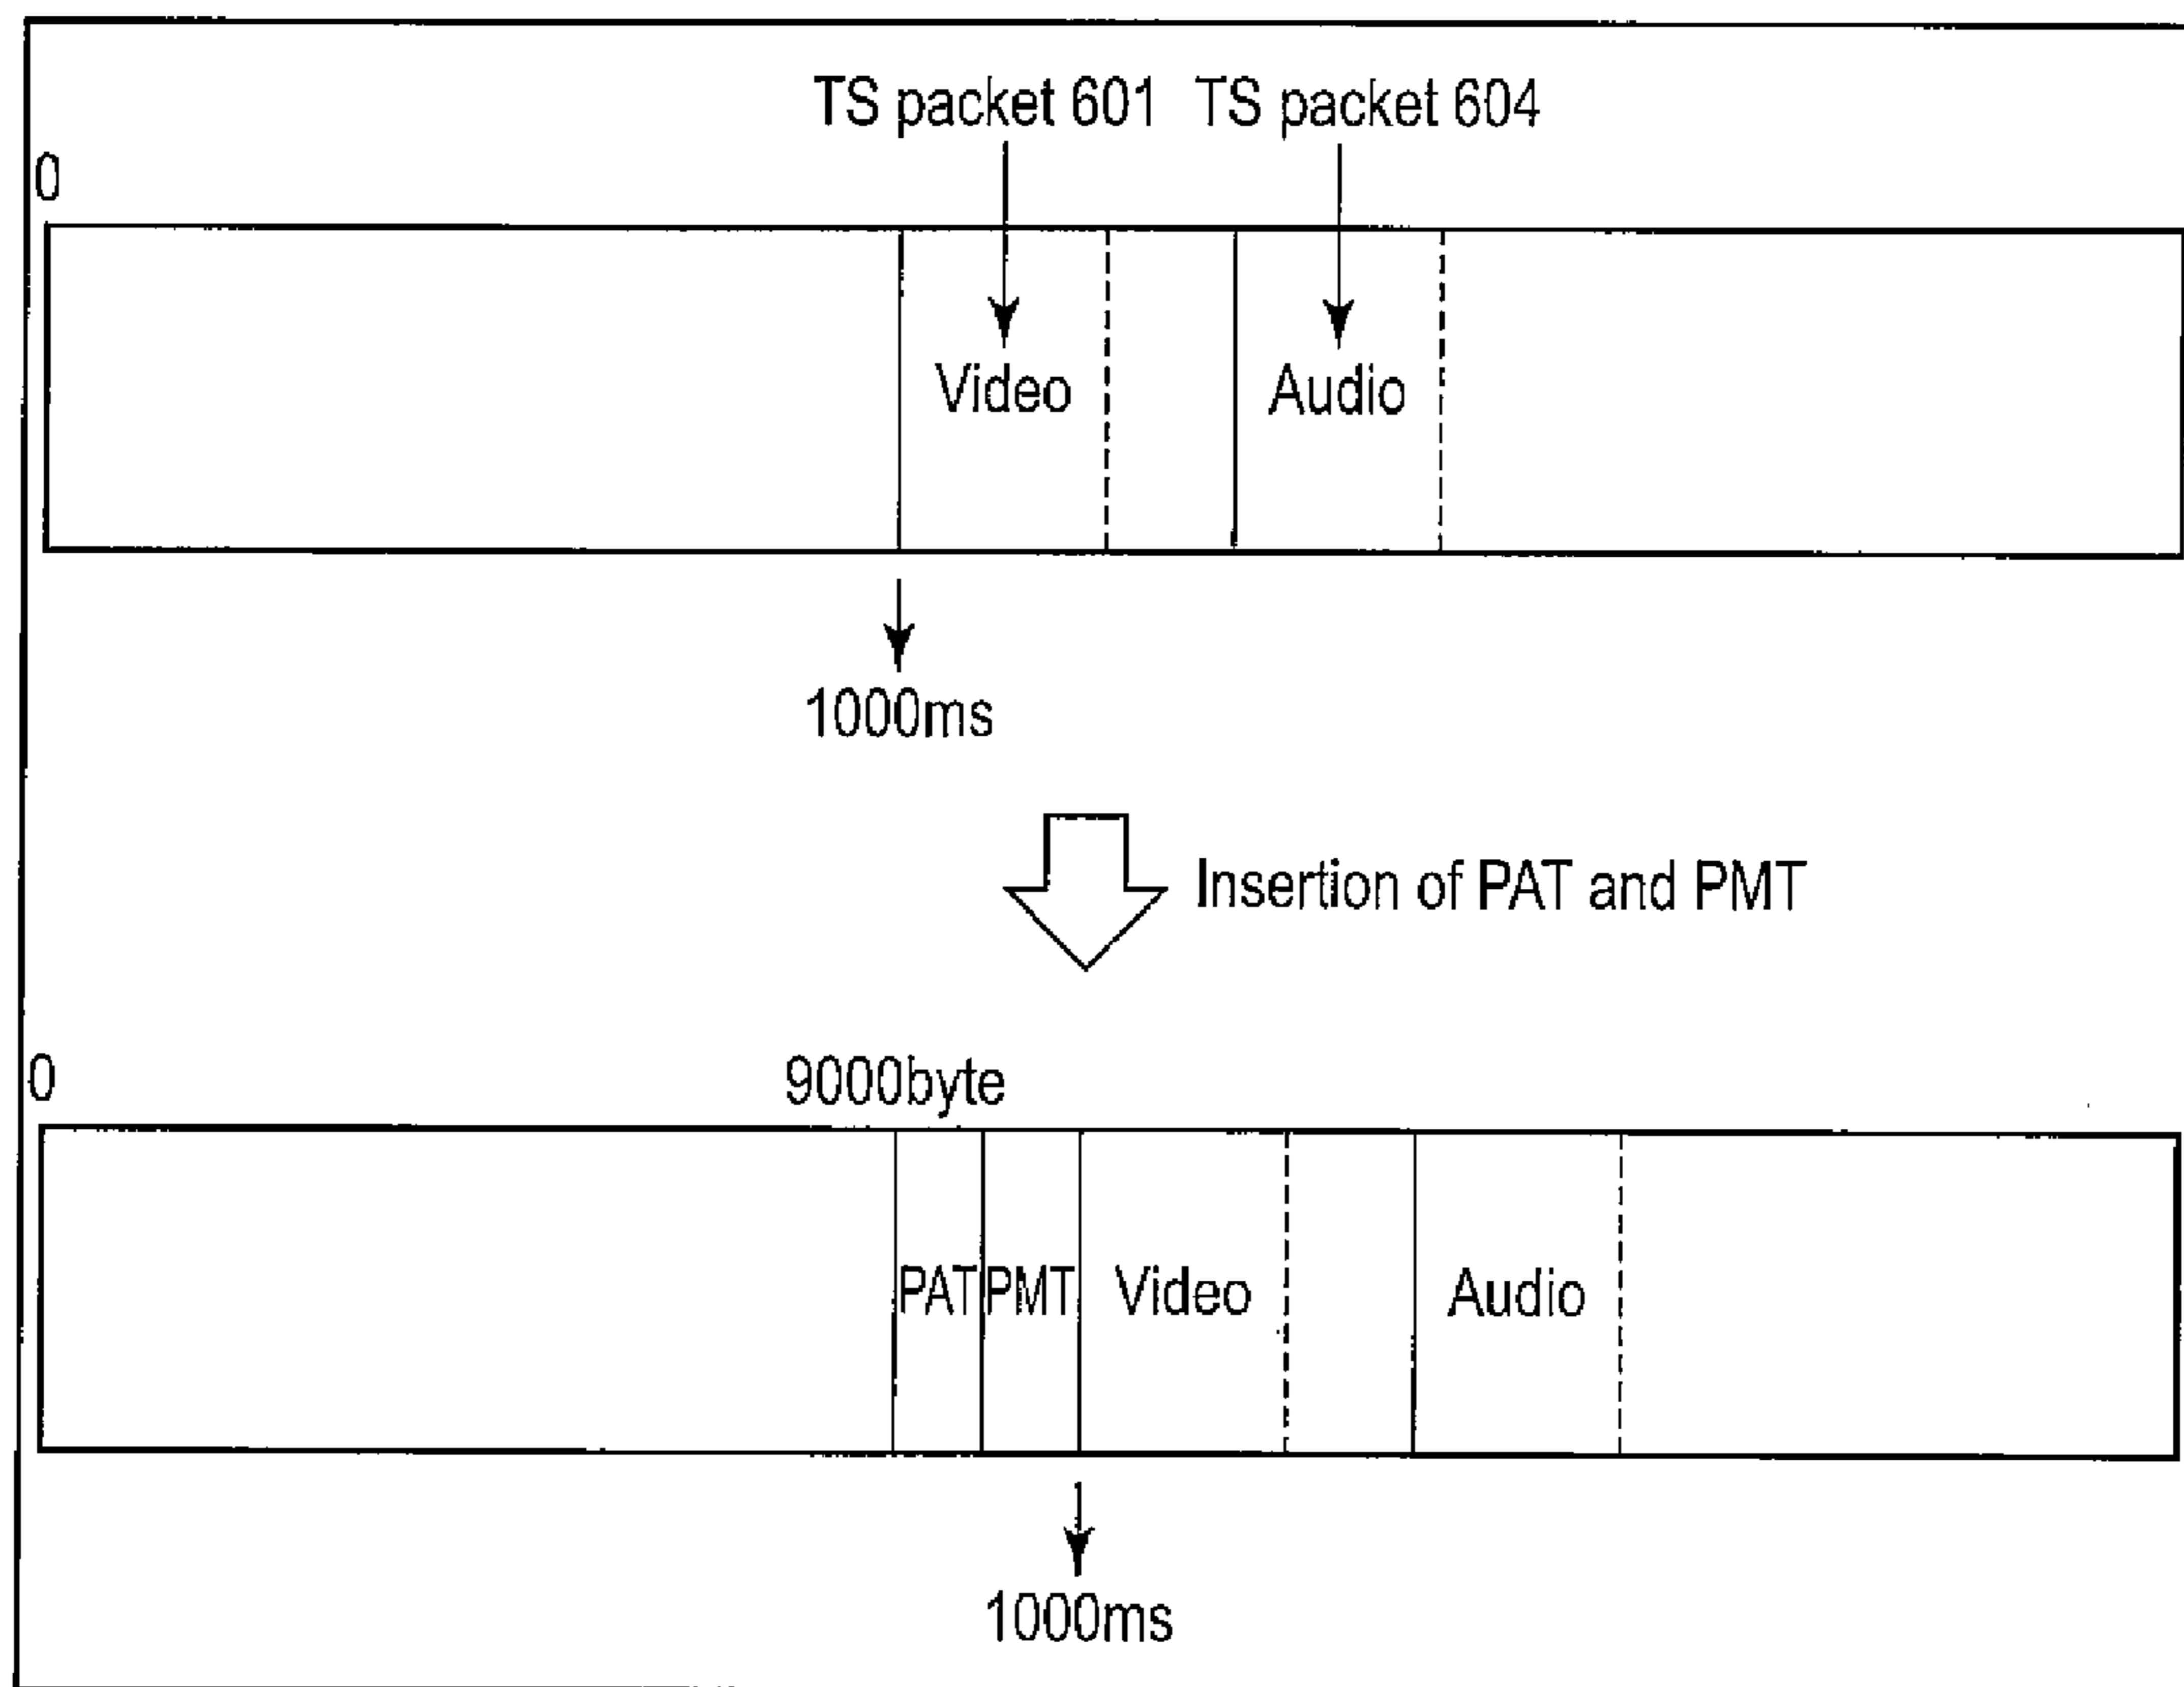 TS packet 601 TS packet 604
0
Video Audio
1000ms
Insertion of PAT and PMT
0 9000byte
PAT PMT Video Audio
1000ms